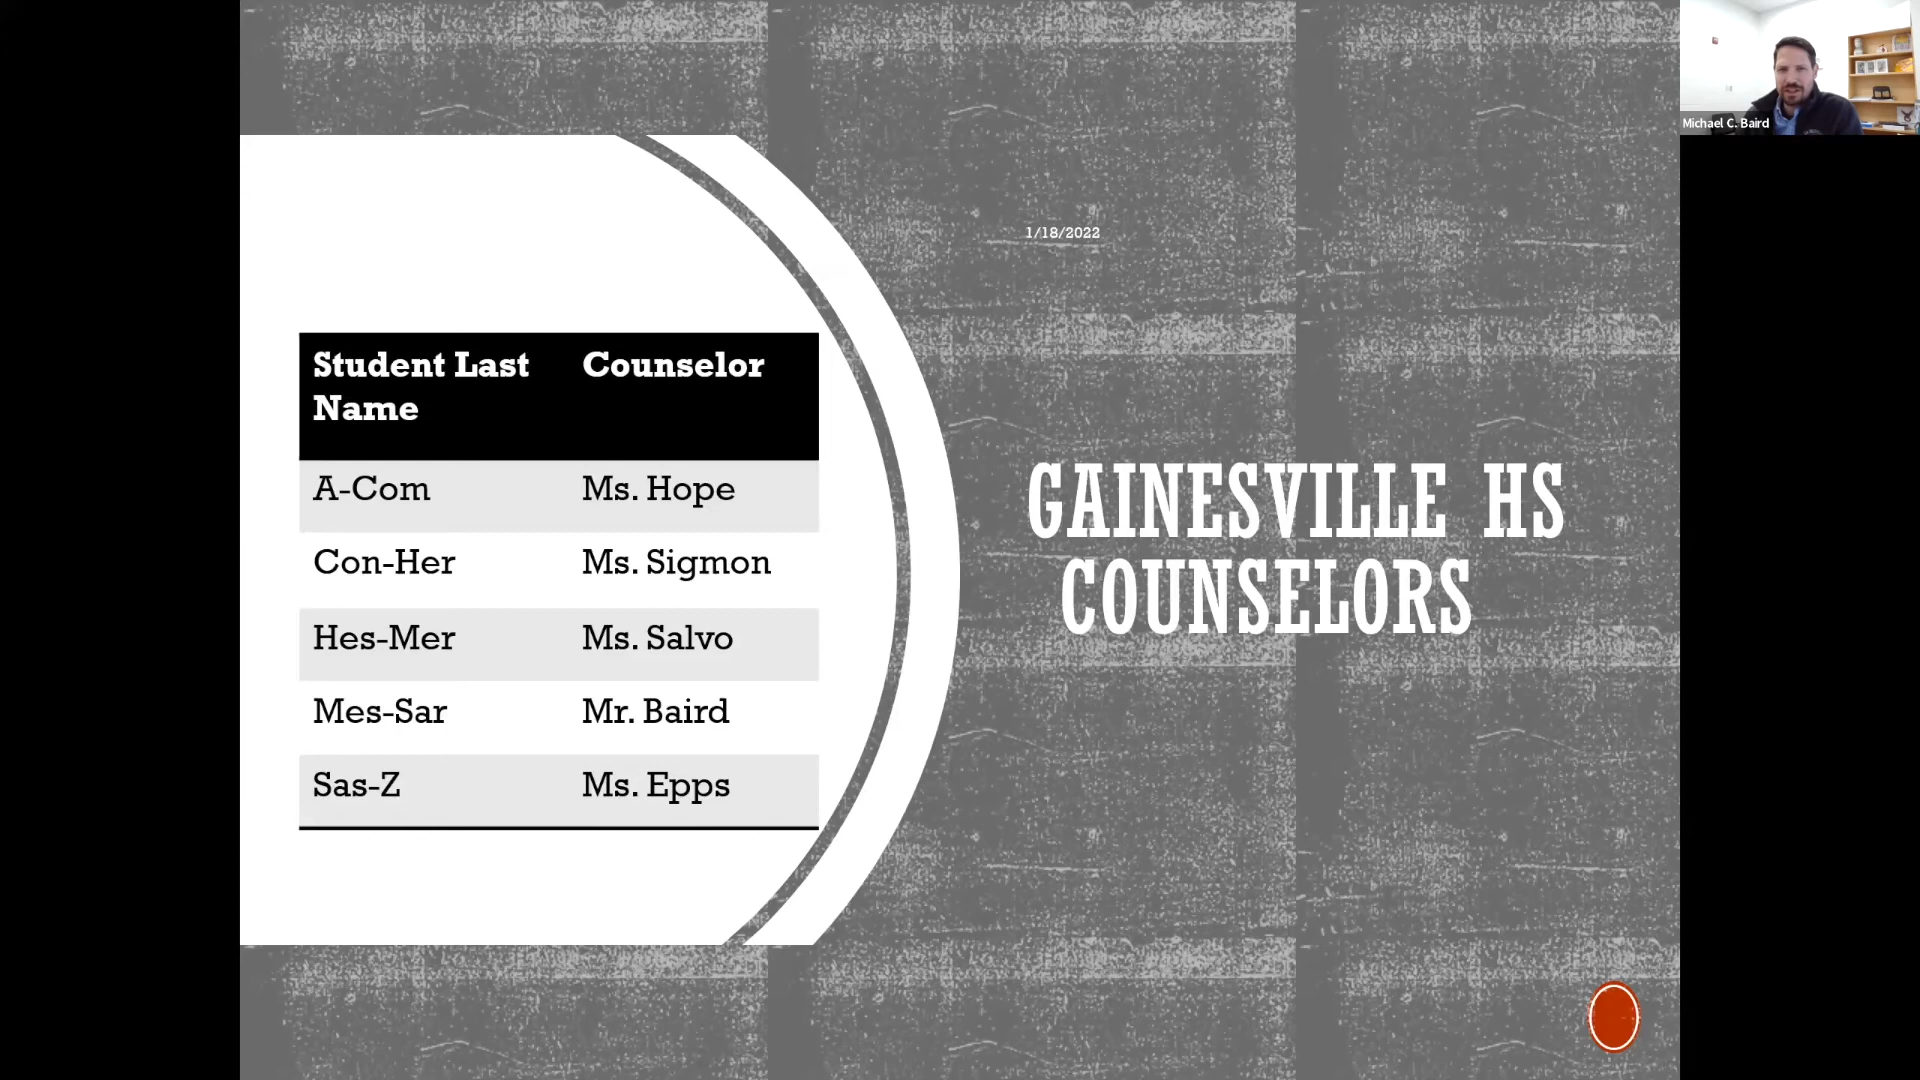 Michael C. Baird
1/18/2022
Student Last Name
Counselor
A-Com Ms. Hope
Con-Her Ms. Sigmon
Hes-Mer Ms. Salvo
Mes-Sar Mr. Baird
Sas-Z Ms. Epps
GAINESVILLE HS
COUNSELORS